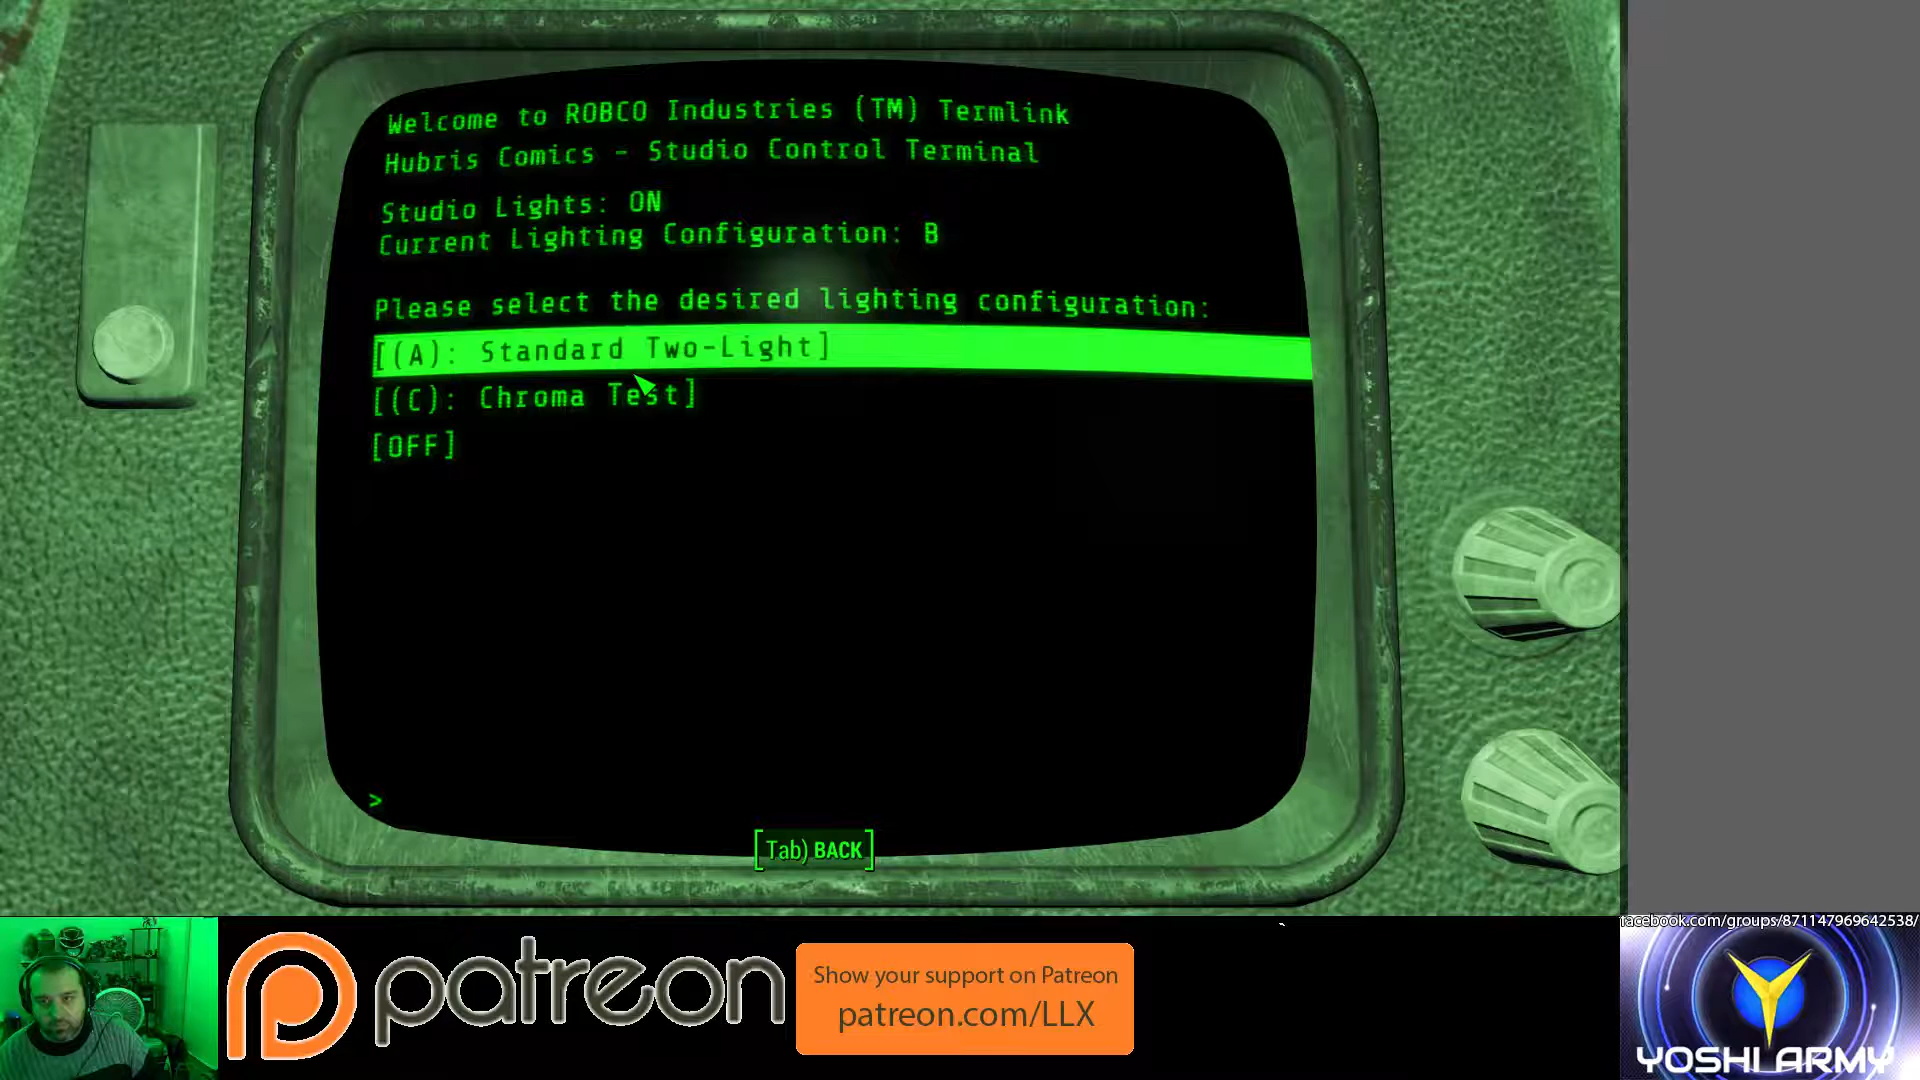 Welcome to ROBCO Industries (TM) Termlink
Hubris Comics - Studio Control Terminal
Studio Lights: ON
Current Lighting Configuration: B
Please select the desired lighting configuration:
[(A): Standard Two-Light]
[(C): Chroma Test]
[OFF]
>
[Tab) BACK]
facebook.com/groups/871147969642538/
patreon
Show your support on Patreon
patreon.com/LLX
YOSHI ARMY